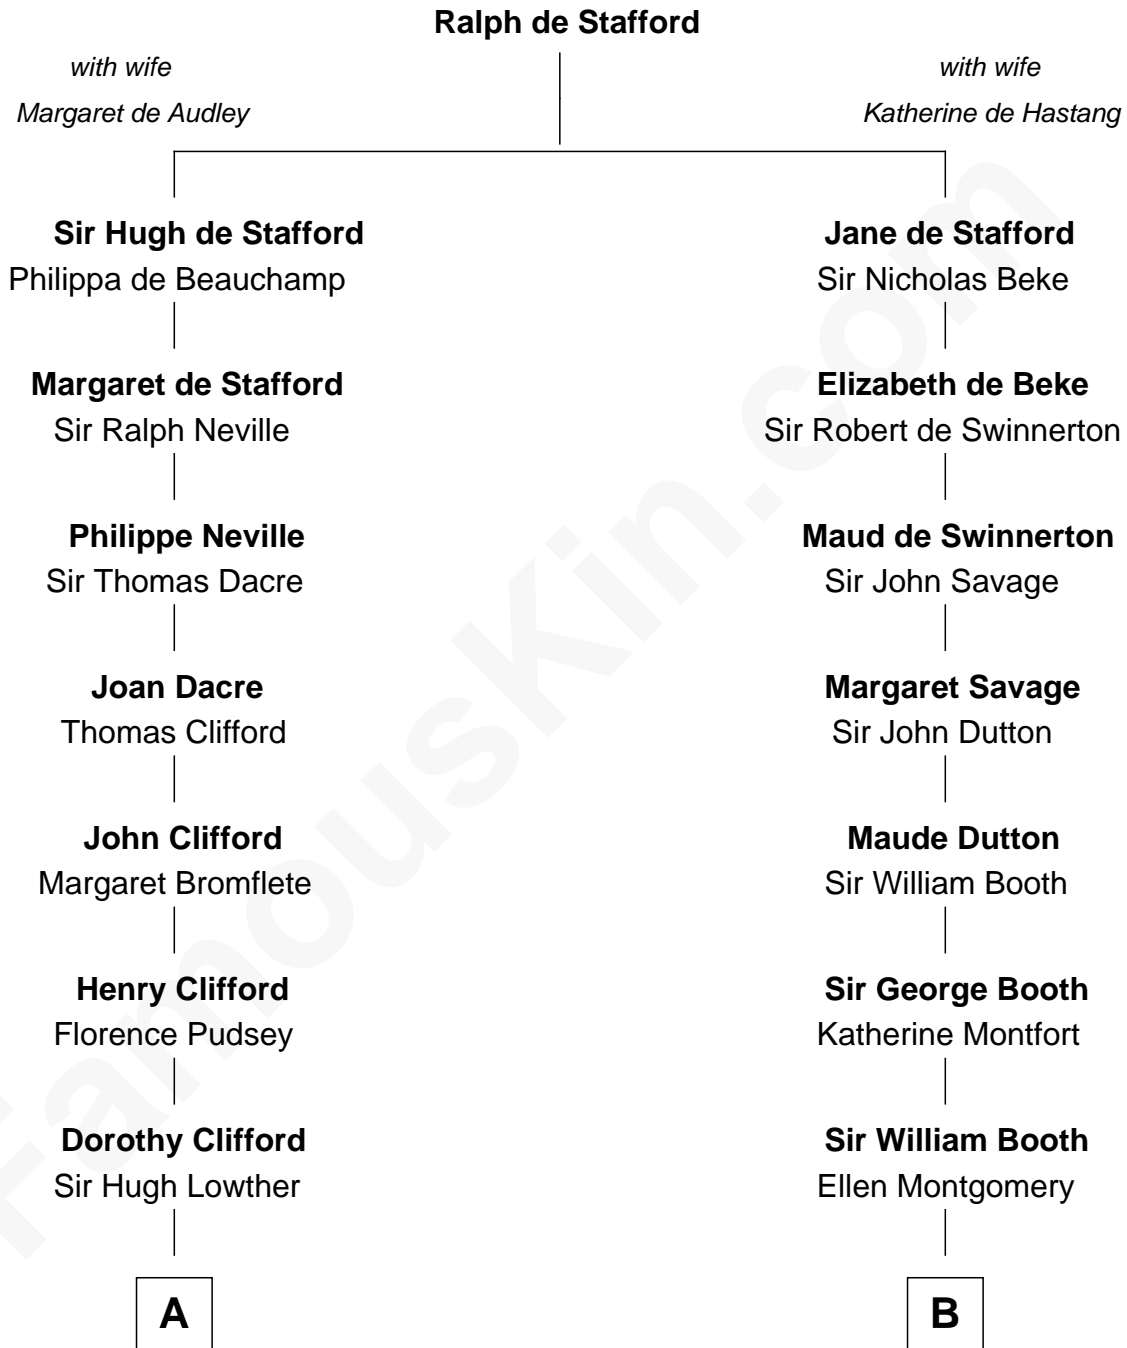 Ralph de Stafford
with wife
Margaret de Audley
with wife
Katherine de Hastang
Sir Hugh de Stafford
Philippa de Beauchamp
Jane de Stafford
Sir Nicholas Beke
Margaret de Stafford
Sir Ralph Neville
Elizabeth de Beke
Sir Robert de Swinnerton
Philippe Neville
Sir Thomas Dacre
Maud de Swinnerton
Sir John Savage
Joan Dacre
Thomas Clifford
Margaret Savage
Sir John Dutton
John Clifford
Margaret Bromflete
Maude Dutton
Sir William Booth
Henry Clifford
Florence Pudsey
Sir George Booth
Katherine Montfort
Dorothy Clifford
Sir Hugh Lowther
Sir William Booth
Ellen Montgomery
A
B
FamousKin.com